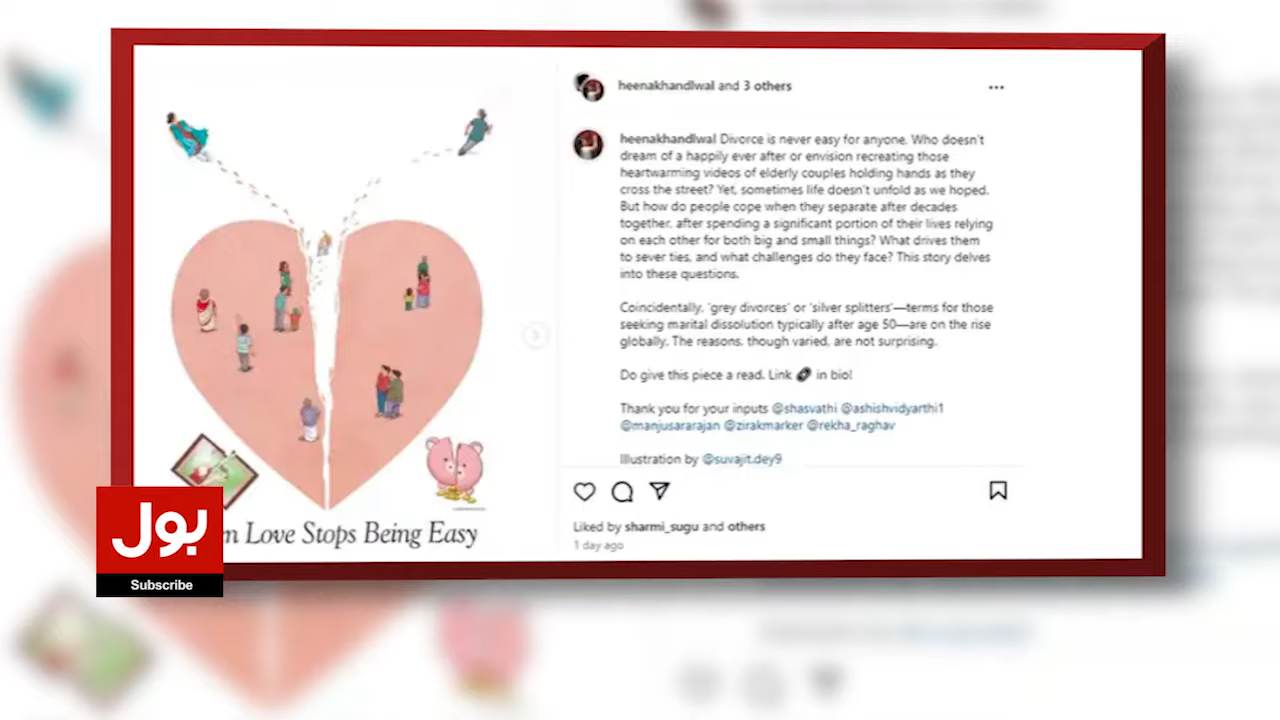 heenakhandlwal and 3 others
heenakhandlwal Divorce is never easy for anyone. Who doesn't
dream of a happily ever after or envision recreating those
heartwarming videos of elderly couples holding hands as they
cross the street? Yet, sometimes life doesn't unfold as we hoped.
But how do people cope when they separate after decades
together, after spending a significant portion of their lives relying
on each other for both big and small things? What drives them
to sever ties, and what challenges do they face? This story delves
into these questions.
Coincidentally, 'grey divorces' or 'silver splitters'—terms for those
seeking marital dissolution typically after age 50—are on the rise
globally. The reasons, though varied, are not surprising.
Do give this piece a read. Link in bio!
Thank you for your inputs @shasvathi @ashishvidyarthi1
@manjusararajan @zirakmarker @rekha_raghav
Illustration by @suvajit.dey9
Liked by sharmi_sugu and others
1 day ago
n Love Stops Being Easy
بول
Subscribe